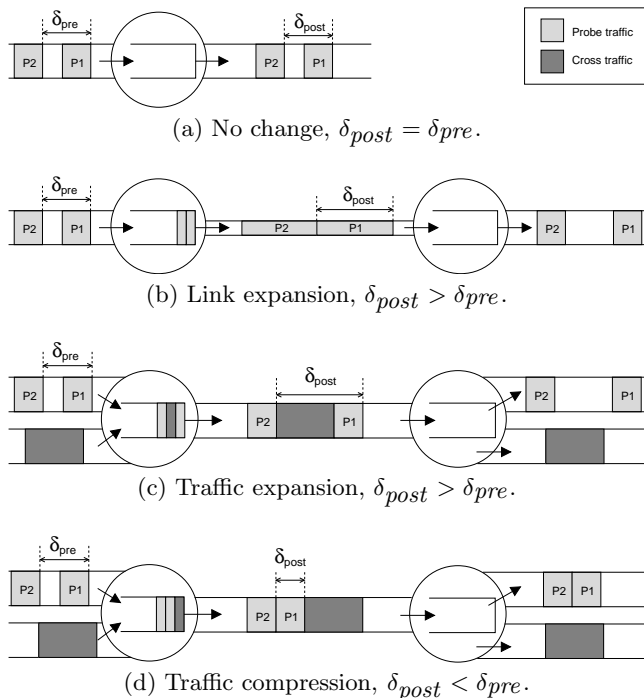 δpre
δpost
P2 P1 P2 P1
Probe traffic
Cross traffic
(a) No change, δpost = δpre.
δpre
δpost
P2 P1 P2 P1 P2 P1
(b) Link expansion, δpost > δpre.
δpre
δpost
P2 P1 P2 P1 P2 P1
(c) Traffic expansion, δpost > δpre.
δpre
δpost
P2 P1 P2 P1 P2 P1
(d) Traffic compression, δpost < δpre.